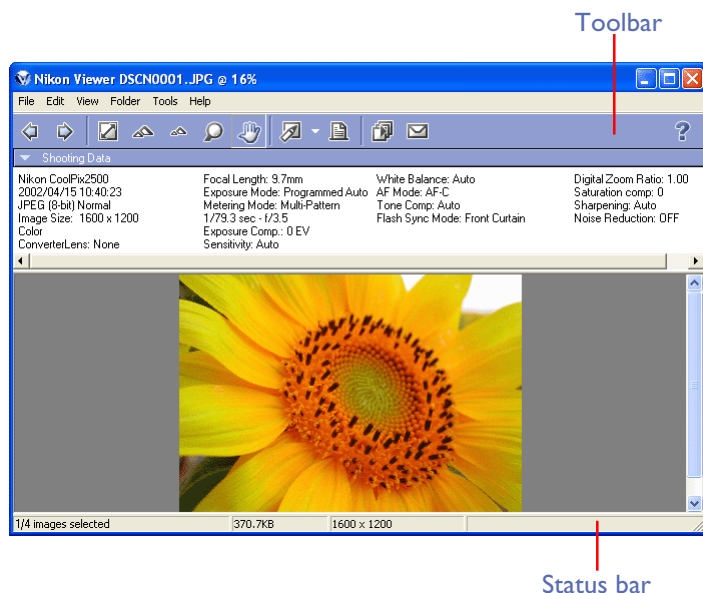 Toolbar
Nikon Viewer DSCN0001.JPG @ 16%
File Edit View Folder Tools Help
?
Shooting Data
Nikon CoolPix2500
2002/04/15 10:40:23
JPEG (8-bit) Normal
Image Size: 1600 x 1200
Color
ConverterLens: None
Focal Length: 9.7mm
Exposure Mode: Programmed Auto
Metering Mode: Multi-Pattern
1/79.3 sec - f/3.5
Exposure Comp.: 0 EV
Sensitivity: Auto
White Balance: Auto
AF Mode: AF-C
Tone Comp: Auto
Flash Sync Mode: Front Curtain
Digital Zoom Ratio: 1.00
Saturation comp: 0
Sharpening: Auto
Noise Reduction: OFF
1/4 images selected 370.7KB 1600 x 1200
Status bar